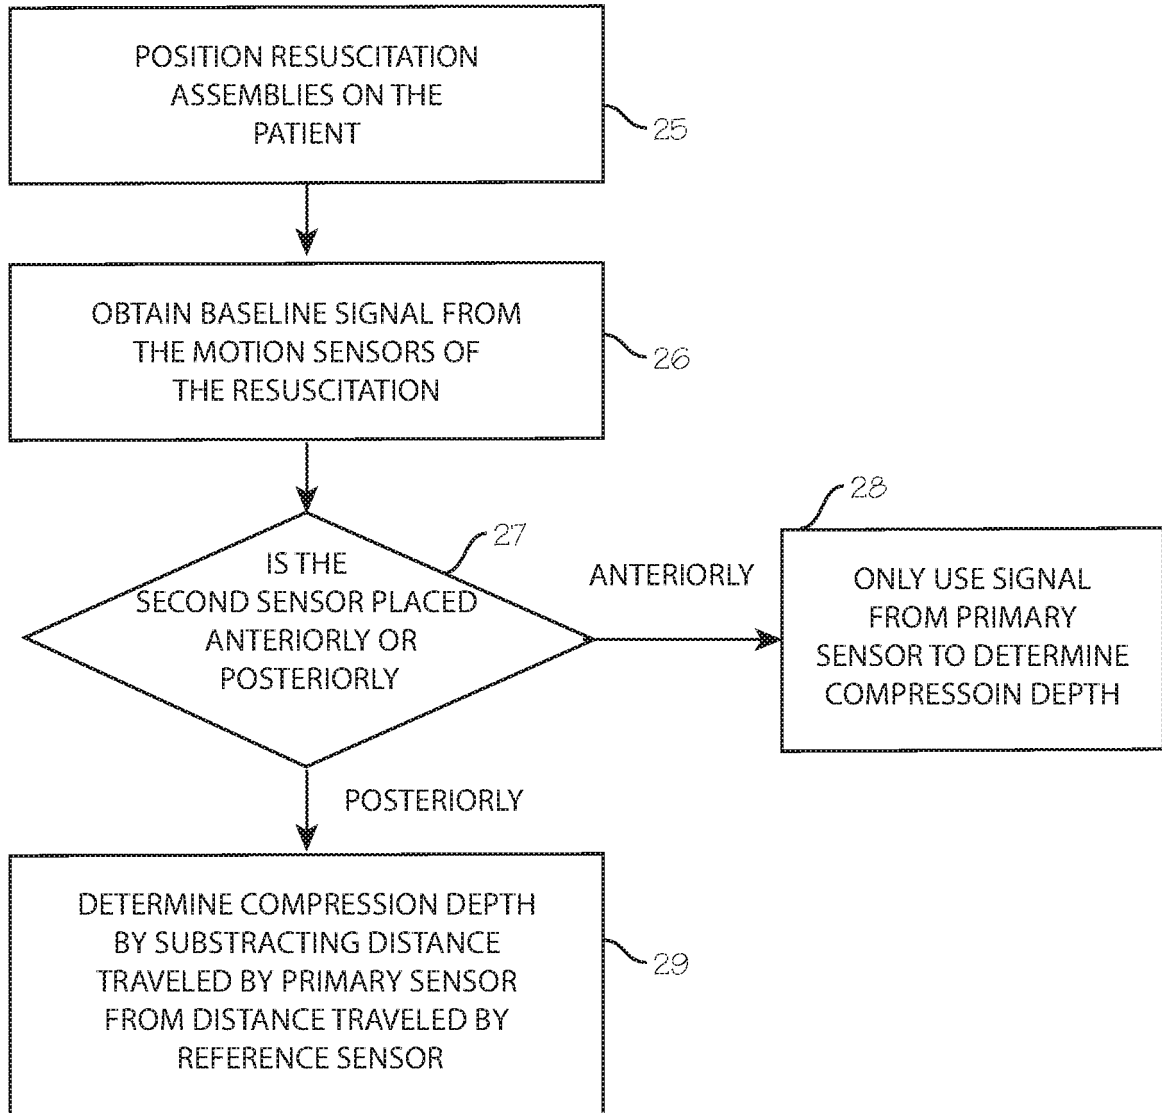 POSITION RESUSCITATION
ASSEMBLIES ON THE
PATIENT
25
OBTAIN BASELINE SIGNAL FROM
THE MOTION SENSORS OF
THE RESUSCITATION
26
27
IS THE
SECOND SENSOR PLACED
ANTERIORLY OR
POSTERIORLY
ANTERIORLY
28
ONLY USE SIGNAL
FROM PRIMARY
SENSOR TO DETERMINE
COMPRESSOIN DEPTH
POSTERIORLY
DETERMINE COMPRESSION DEPTH
BY SUBSTRACTING DISTANCE
TRAVELED BY PRIMARY SENSOR
FROM DISTANCE TRAVELED BY
REFERENCE SENSOR
29